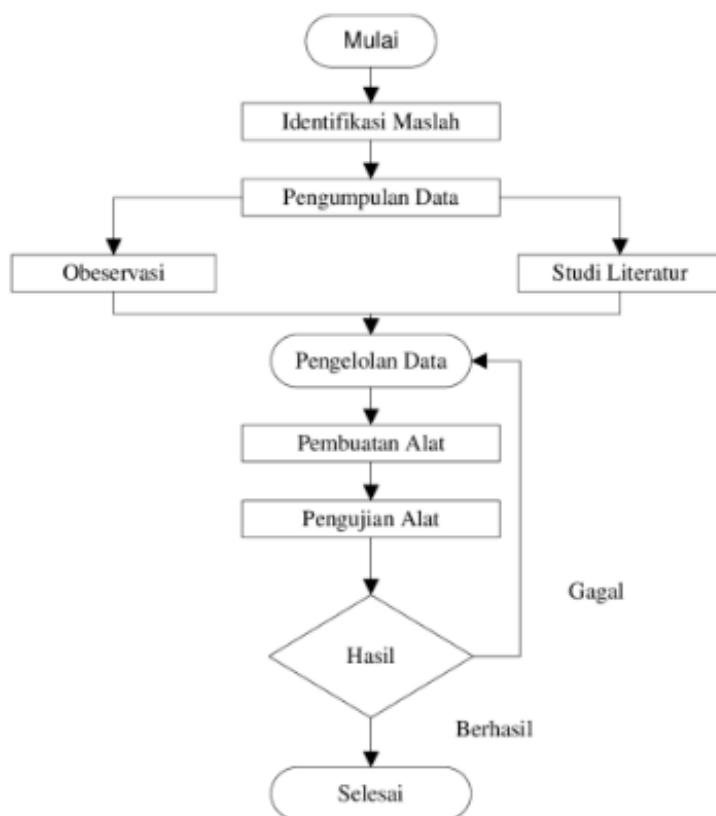 Mulai
Identifikasi Maslah
Pengumpulan Data
Obeservasi
Studi Literatur
Pengelolan Data
Pembuatan Alat
Pengujian Alat
Gagal
Hasil
Berhasil
Selesai